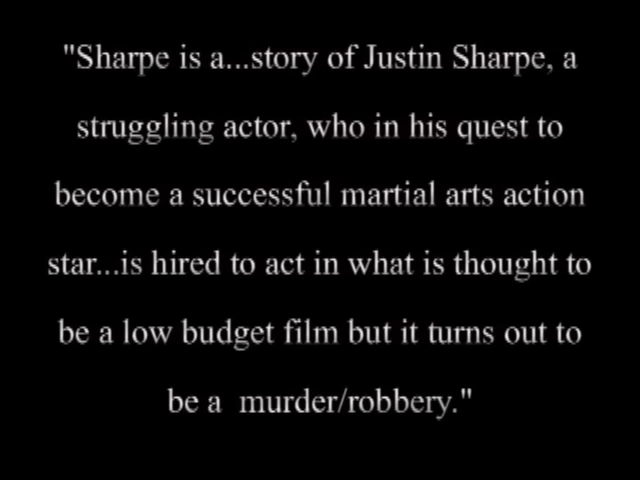 "Sharpe is a...story of Justin Sharpe, a
struggling actor, who in his quest to
become a successful martial arts action
star...is hired to act in what is thought to
be a low budget film but it turns out to
be a  murder/robbery."